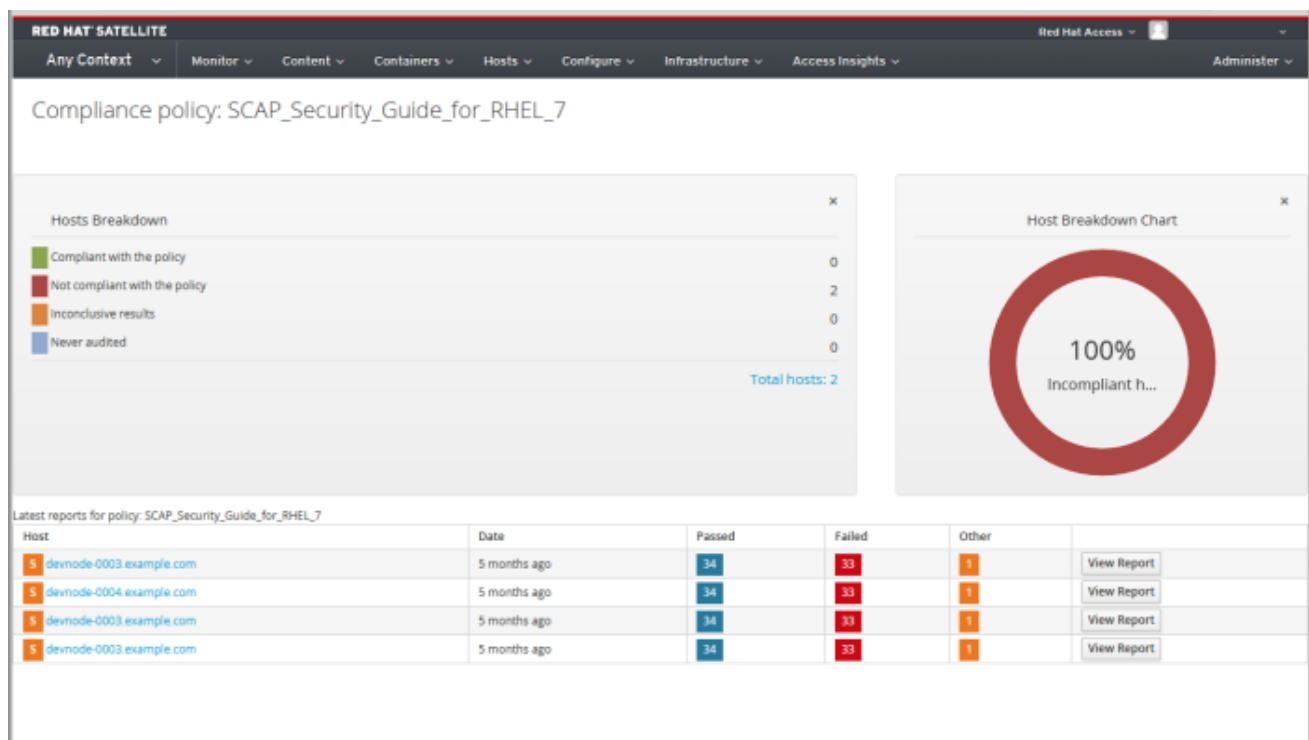 RED HAT SATELLITE
Red Hat Access
Any Context Monitor Content Containers Hosts Configure Infrastructure Access Insights Administer
Compliance policy: SCAP_Security_Guide_for_RHEL_7
Hosts Breakdown
Compliant with the policy 0
Not compliant with the policy 2
Inconclusive results 0
Never audited 0
Total hosts: 2
Host Breakdown Chart
100%
Incompliant h...
Latest reports for policy: SCAP_Security_Guide_for_RHEL_7
Host Date Passed Failed Other
S devnode-0003.example.com 5 months ago 34 33 1 View Report
S devnode-0004.example.com 5 months ago 34 33 1 View Report
S devnode-0003.example.com 5 months ago 34 33 1 View Report
S devnode-0003.example.com 5 months ago 34 33 1 View Report